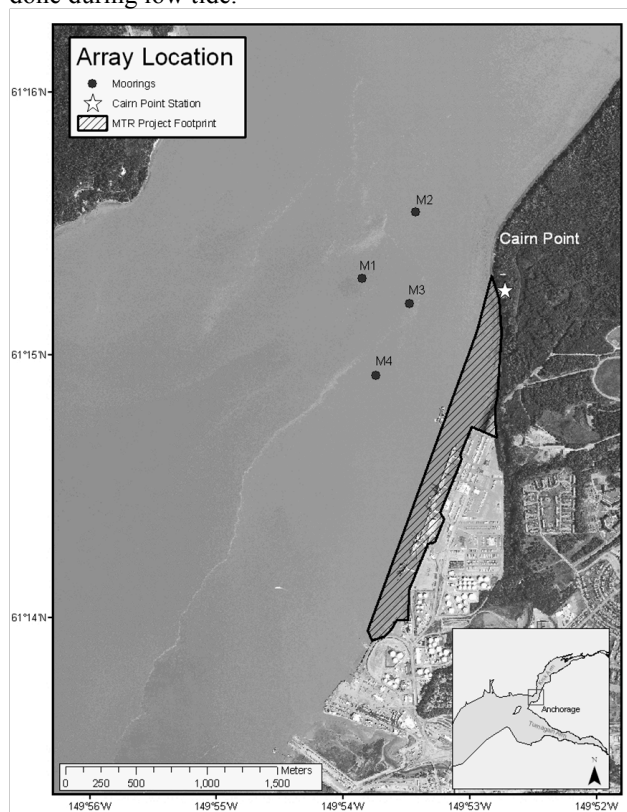 done during low tide.
Array Location
Moorings
Cairn Point Station
MTR Project Footprint
61°16'N
M2
Cairn Point
M1
M3
61°15'N
M4
61°14'N
Anchorage
N
Meters
0 250 500 1,000 1,500
149°56'W 149°55'W 149°54'W 149°53'W 149°52'W